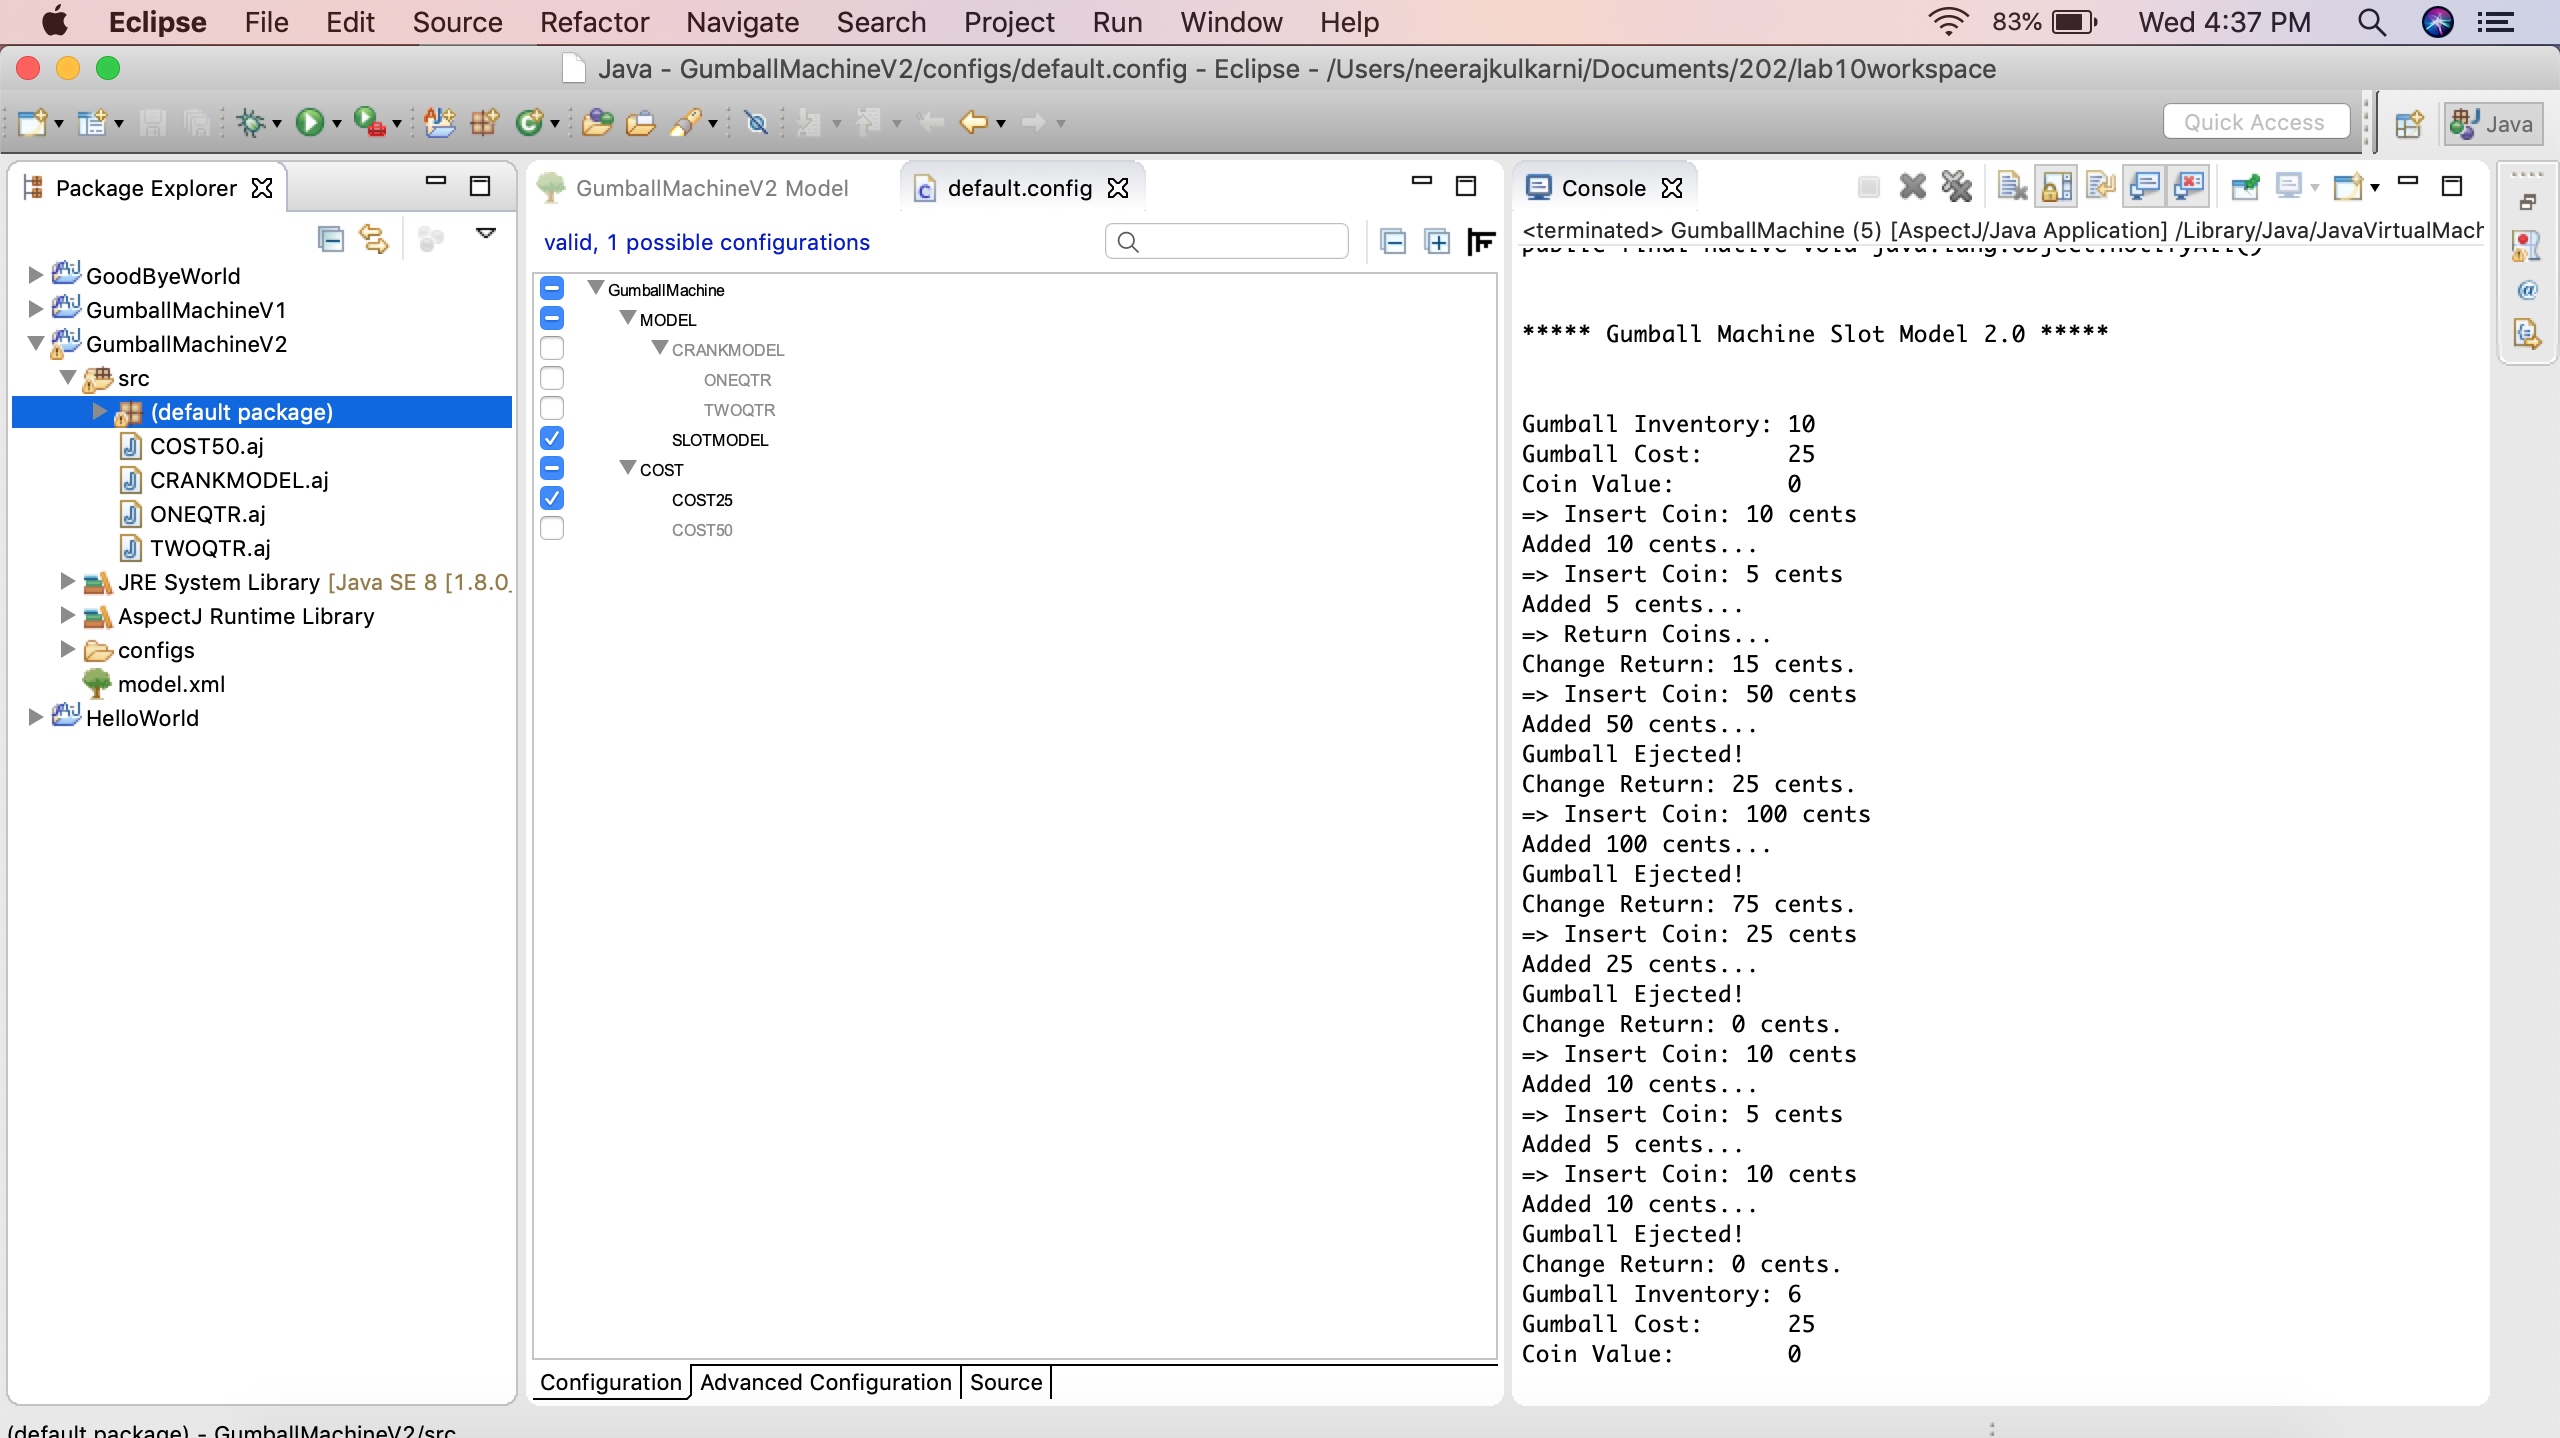 Eclipse File Edit Source Refactor Navigate Search Project Run Window Help 83% Wed 4:37 PM
Java - GumballMachineV2/configs/default.config - Eclipse - /Users/neerajkulkarni/Documents/202/lab10workspace
Quick Access
Java
Package Explorer
GoodByeWorld
GumballMachineV1
GumballMachineV2
src
(default package)
COST50.aj
CRANKMODEL.aj
ONEQTR.aj
TWOQTR.aj
JRE System Library [Java SE 8 [1.8.0_
AspectJ Runtime Library
configs
model.xml
HelloWorld
GumballMachineV2 Model
default.config
valid, 1 possible configurations
GumballMachine
MODEL
CRANKMODEL
ONEQTR
TWOQTR
SLOTMODEL
COST
COST25
COST50
Configuration
Advanced Configuration
Source
Console
<terminated> GumballMachine (5) [AspectJ/Java Application] /Library/Java/JavaVirtualMach
public final native void java.lang.Object.notifyAll()
***** Gumball Machine Slot Model 2.0 *****
Gumball Inventory: 10
Gumball Cost: 25
Coin Value: 0
=> Insert Coin: 10 cents
Added 10 cents...
=> Insert Coin: 5 cents
Added 5 cents...
=> Return Coins...
Change Return: 15 cents.
=> Insert Coin: 50 cents
Added 50 cents...
Gumball Ejected!
Change Return: 25 cents.
=> Insert Coin: 100 cents
Added 100 cents...
Gumball Ejected!
Change Return: 75 cents.
=> Insert Coin: 25 cents
Added 25 cents...
Gumball Ejected!
Change Return: 0 cents.
=> Insert Coin: 10 cents
Added 10 cents...
=> Insert Coin: 5 cents
Added 5 cents...
=> Insert Coin: 10 cents
Added 10 cents...
Gumball Ejected!
Change Return: 0 cents.
Gumball Inventory: 6
Gumball Cost: 25
Coin Value: 0
(default package) - GumballMachineV2/src